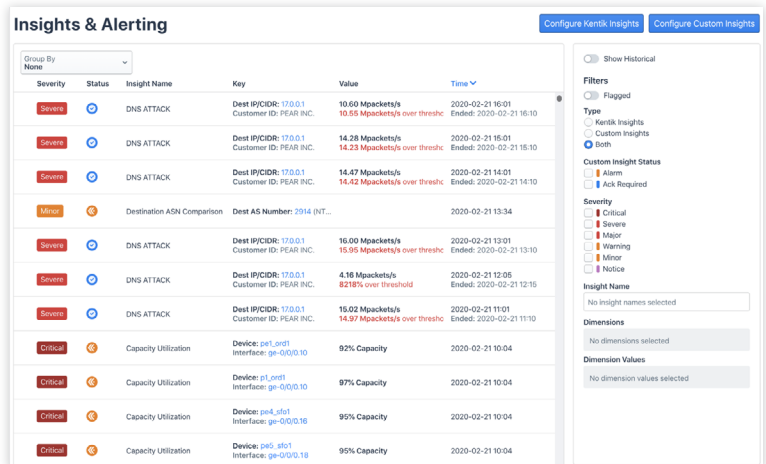 Insights & Alerting
Configure Kentik Insights
Configure Custom Insights
Group By
None
Severity Status Insight Name Key Value Time
Severe DNS ATTACK Dest IP/CIDR: 17.0.0.1 10.60 Mpackets/s 2020-02-21 16:01
Customer ID: PEAR INC. 10.55 Mpackets/s over thresho Ended: 2020-02-21 16:10
Severe DNS ATTACK Dest IP/CIDR: 17.0.0.1 14.28 Mpackets/s 2020-02-21 15:01
Customer ID: PEAR INC. 14.23 Mpackets/s over thresho Ended: 2020-02-21 15:10
Severe DNS ATTACK Dest IP/CIDR: 17.0.0.1 14.47 Mpackets/s 2020-02-21 14:01
Customer ID: PEAR INC. 14.42 Mpackets/s over thresho Ended: 2020-02-21 14:10
Minor Destination ASN Comparison Dest AS Number: 2914 (NT... 2020-02-21 13:34
Severe DNS ATTACK Dest IP/CIDR: 17.0.0.1 16.00 Mpackets/s 2020-02-21 13:01
Customer ID: PEAR INC. 15.95 Mpackets/s over thresho Ended: 2020-02-21 13:10
Severe DNS ATTACK Dest IP/CIDR: 17.0.0.1 4.16 Mpackets/s 2020-02-21 12:05
Customer ID: PEAR INC. 8218% over threshold Ended: 2020-02-21 12:15
Severe DNS ATTACK Dest IP/CIDR: 17.0.0.1 15.02 Mpackets/s 2020-02-21 11:01
Customer ID: PEAR INC. 14.97 Mpackets/s over thresho Ended: 2020-02-21 11:10
Critical Capacity Utilization Device: pe1_ord1 92% Capacity 2020-02-21 10:04
Interface: ge-0/0/0.10
Critical Capacity Utilization Device: p1_ord1 97% Capacity 2020-02-21 10:04
Interface: ge-0/0/0.10
Critical Capacity Utilization Device: pe4_sfo1 95% Capacity 2020-02-21 10:04
Interface: ge-0/0/0.16
Critical Capacity Utilization Device: pe5_sfo1 95% Capacity 2020-02-21 10:04
Interface: ge-0/0/0.18
Show Historical
Filters
Flagged
Type
Kentik Insights
Custom Insights
Both
Custom Insight Status
Alarm
Ack Required
Severity
Critical
Severe
Major
Warning
Minor
Notice
Insight Name
No insight names selected
Dimensions
No dimensions selected
Dimension Values
No dimension values selected